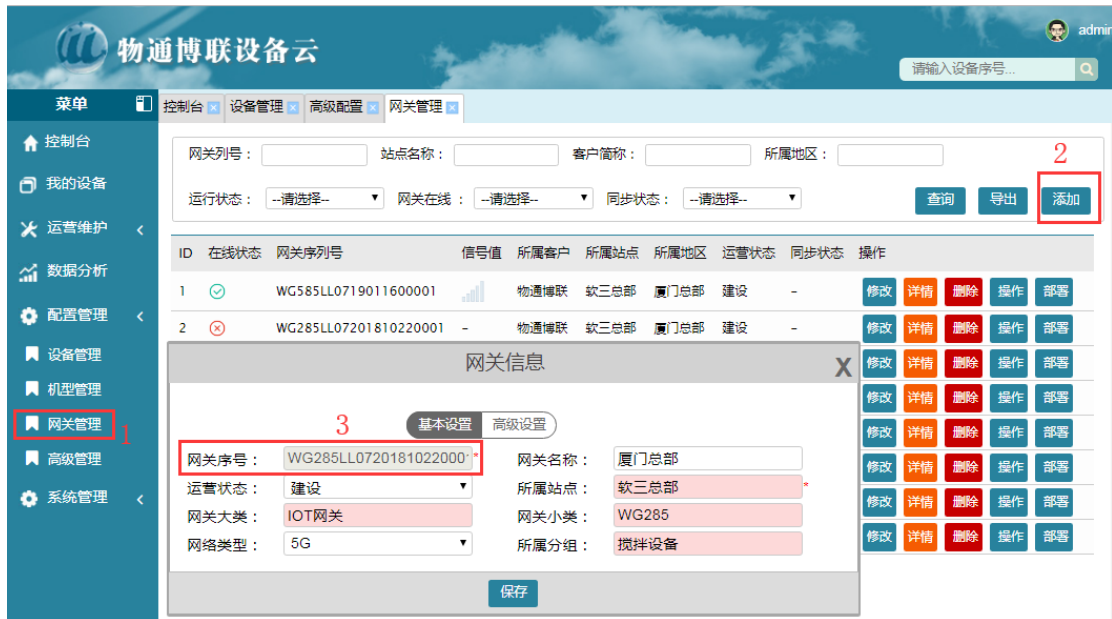 物通博联设备云
admin
请输入设备序号...
菜单
控制台 设备管理 高级配置 网关管理
控制台
我的设备
运营维护
数据分析
配置管理
设备管理
机型管理
网关管理 1
高级管理
系统管理
网关列号： 站点名称： 客户简称： 所属地区：
2
运行状态： --请选择-- 网关在线 ： --请选择-- 同步状态： --请选择-- 查询 导出 添加
ID 在线状态 网关序列号 信号值 所属客户 所属站点 所属地区 运营状态 同步状态 操作
1 WG585LL0719011600001 物通博联 软三总部 厦门总部 建设 - 修改 详情 删除 操作 部署
2 WG285LL07201810220001 - 物通博联 软三总部 厦门总部 建设 - 修改 详情 删除 操作 部署
修改 详情 删除 操作 部署
修改 详情 删除 操作 部署
修改 详情 删除 操作 部署
修改 详情 删除 操作 部署
修改 详情 删除 操作 部署
修改 详情 删除 操作 部署
网关信息 X
3
基本设置 高级设置
网关序号： WG285LL0720181022000 * 网关名称： 厦门总部
运营状态： 建设 所属站点： 软三总部 *
网关大类： IOT网关 网关小类： WG285
网络类型： 5G 所属分组： 搅拌设备
保存